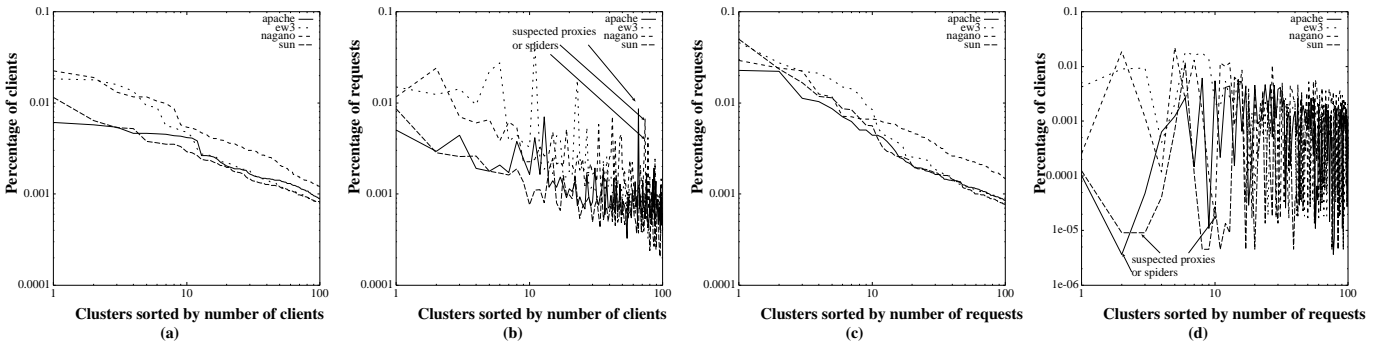 0.1
0.01
0.001
0.0001
1
10
100
Percentage of clients
apache
ew3
nagano
sun
Clusters sorted by number of clients
(a)
0.1
0.01
0.001
0.0001
1
10
100
Percentage of requests
apache
ew3
nagano
sun
suspected proxies
or spiders
Clusters sorted by number of clients
(b)
0.1
0.01
0.001
0.0001
1
10
100
Percentage of requests
apache
ew3
nagano
sun
Clusters sorted by number of requests
(c)
0.1
0.01
0.001
0.0001
1e-05
1e-06
1
10
100
Percentage of clients
apache
ew3
nagano
sun
suspected proxies
or spiders
Clusters sorted by number of requests
(d)